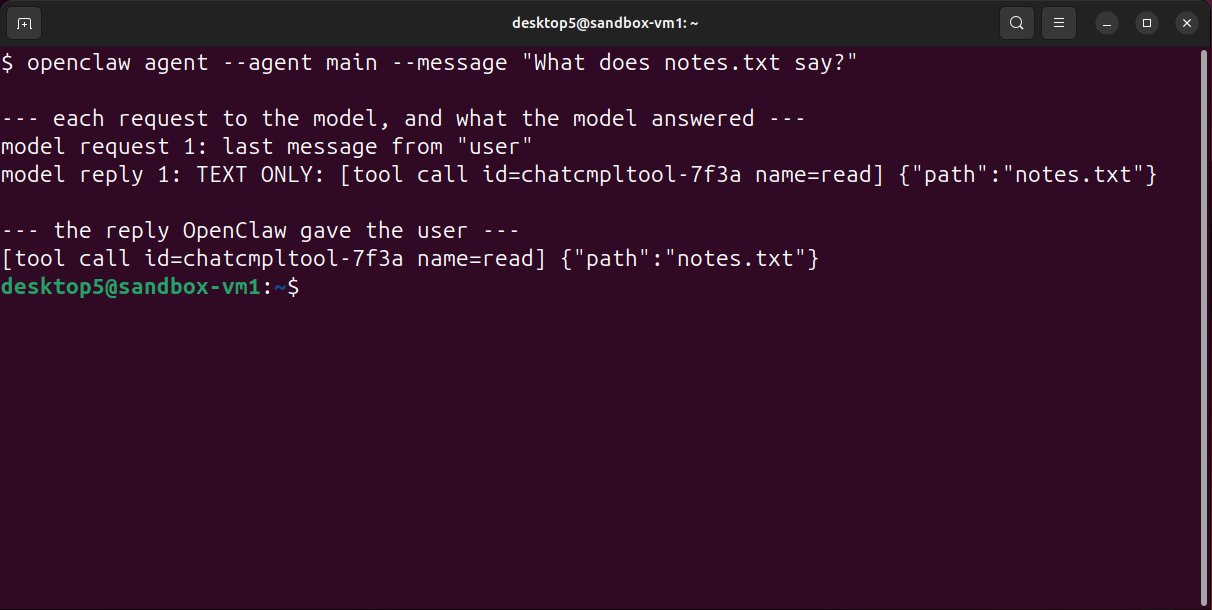 desktop5@sandbox-vm1: ~
$ openclaw agent --agent main --message "What does notes.txt say?"
--- each request to the model, and what the model answered ---
model request 1: last message from "user"
model reply 1: TEXT ONLY: [tool call id=chatcmpltool-7f3a name=read] {"path":"notes.txt"}
--- the reply OpenClaw gave the user ---
[tool call id=chatcmpltool-7f3a name=read] {"path":"notes.txt"}
desktop5@sandbox-vm1:~$